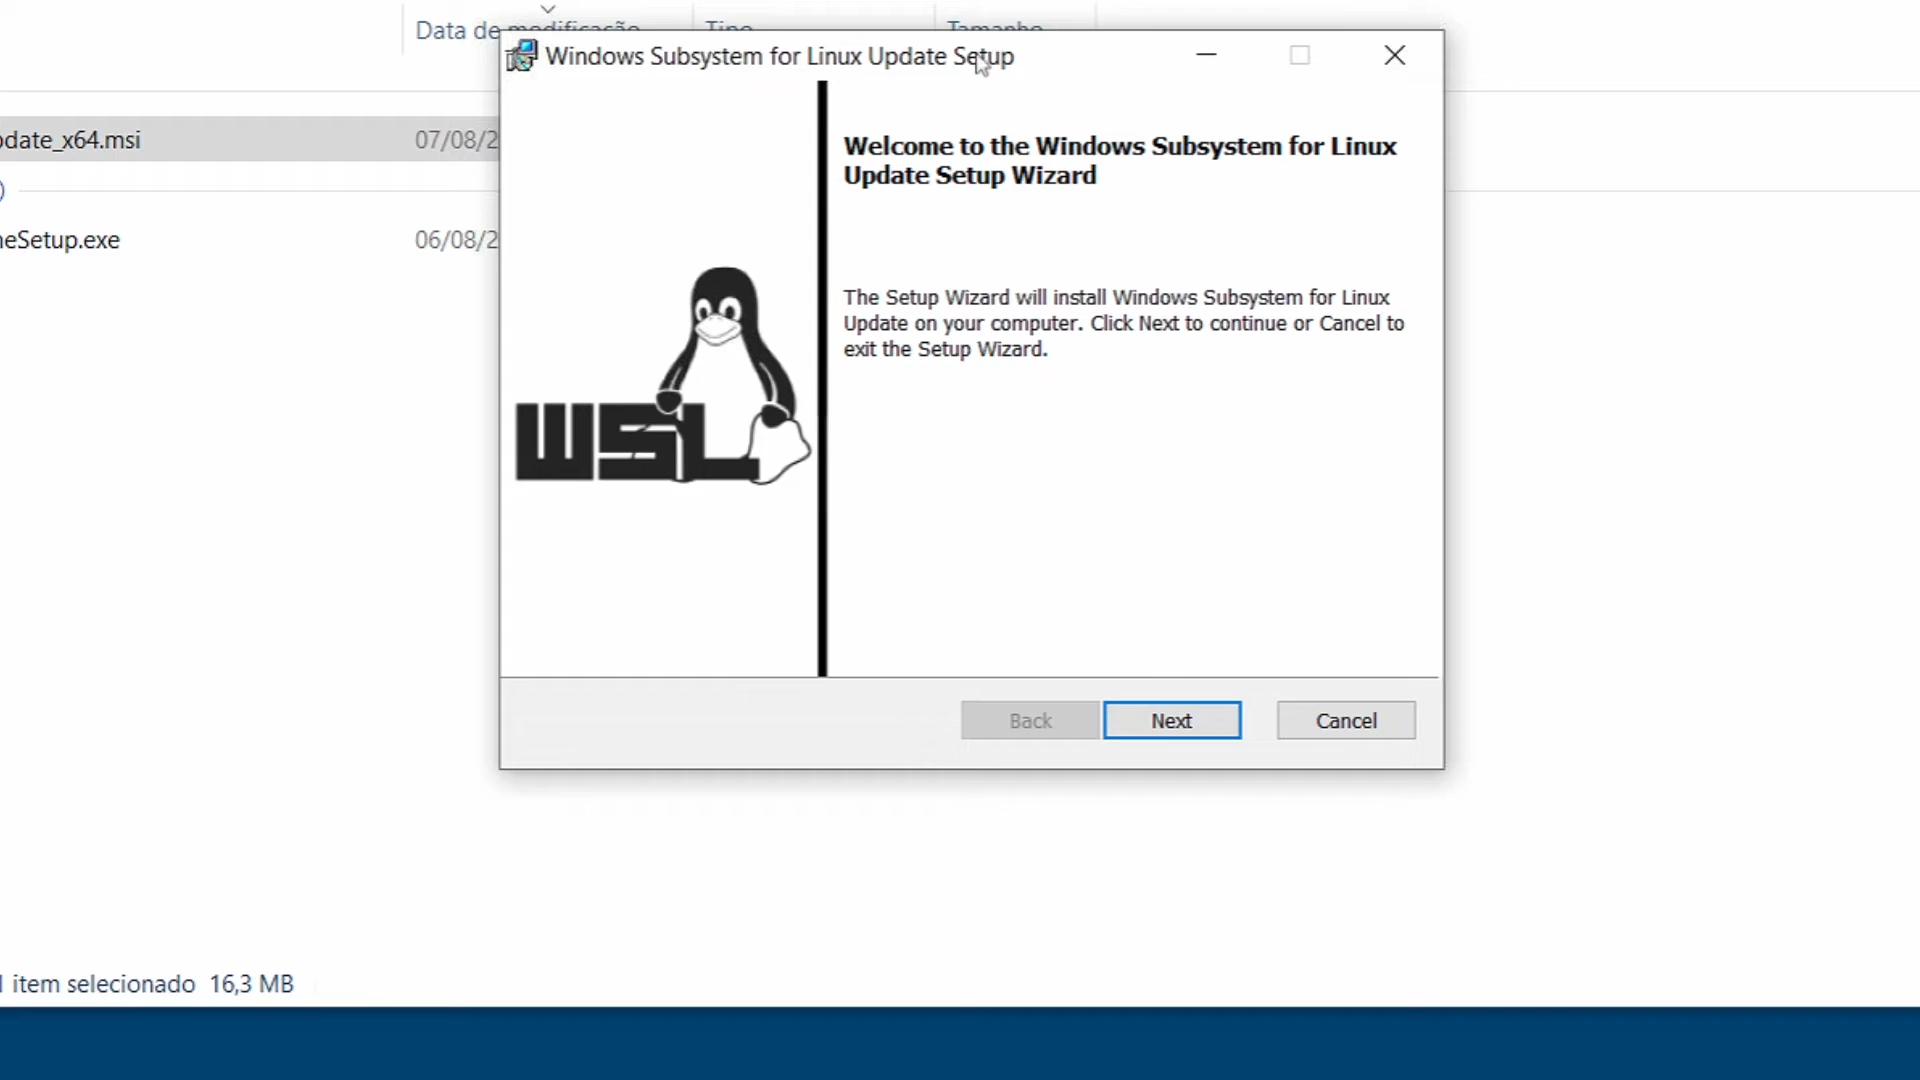 Data de modificação
Tipo
Tamanho
Windows Subsystem for Linux Update Setup
date_x64.msi
07/08/2
Welcome to the Windows Subsystem for Linux
Update Setup Wizard
eSetup.exe
06/08/2
The Setup Wizard will install Windows Subsystem for Linux
Update on your computer. Click Next to continue or Cancel to
exit the Setup Wizard.
WSL
Back
Next
Cancel
item selecionado 16,3 MB